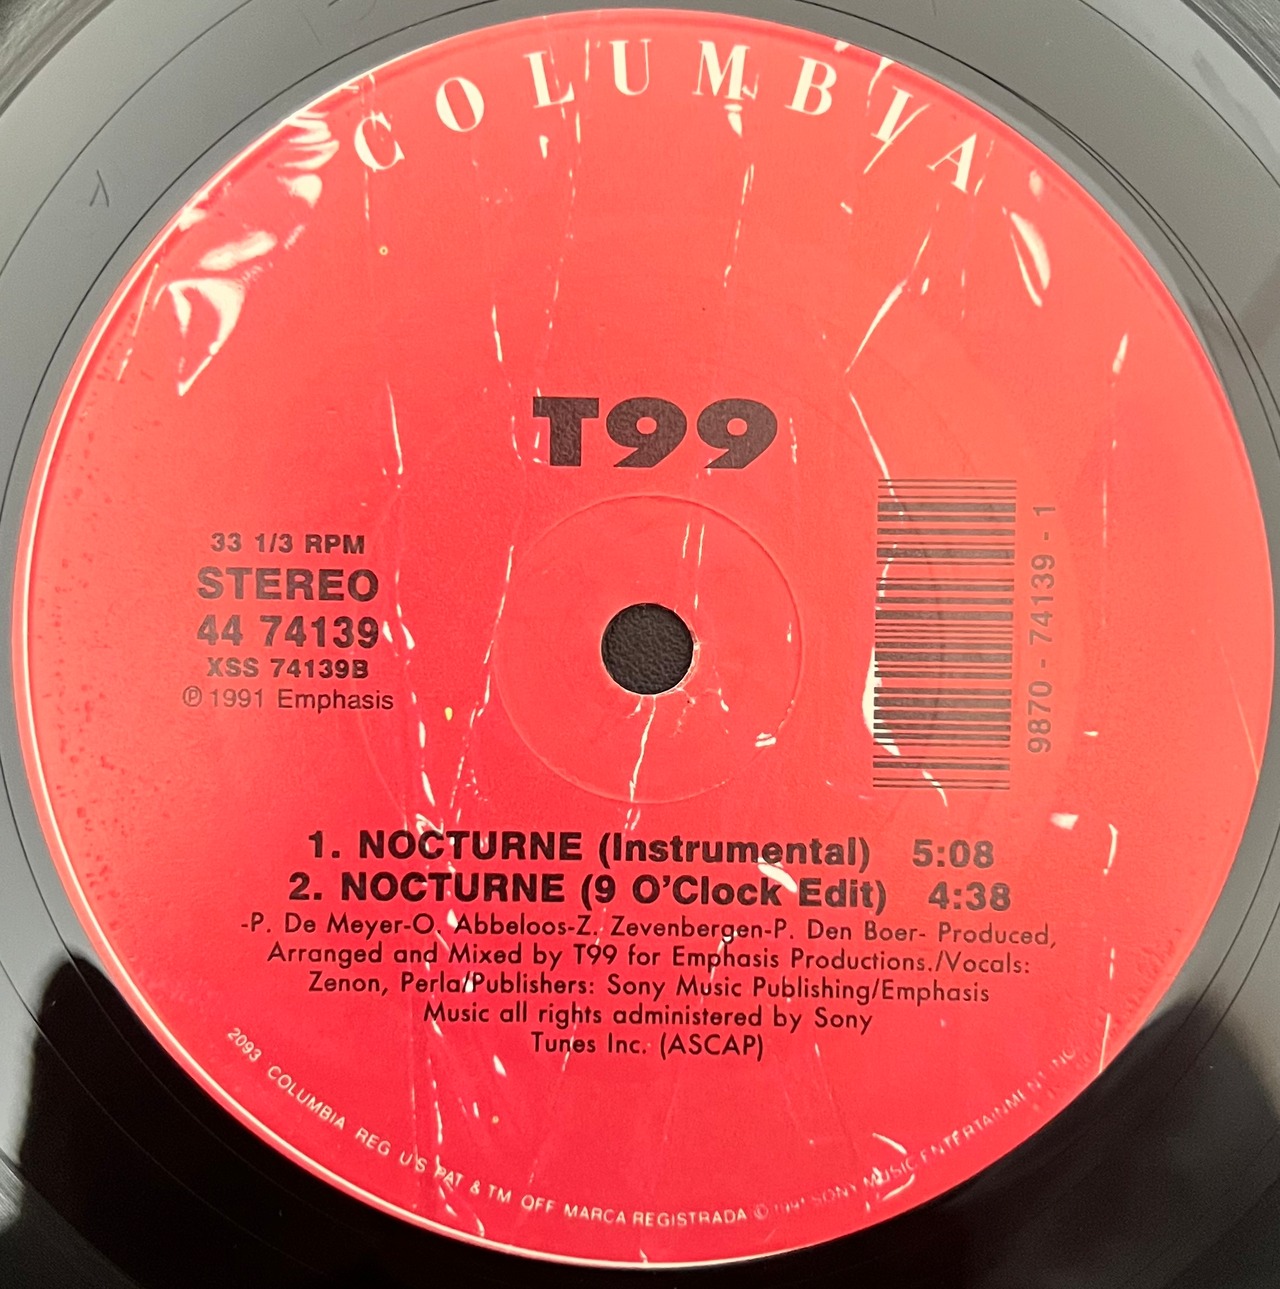 COLUMBIA
T99
33 1/3 RPM
STEREO
44 74139
XSS 74139B
℗ 1991 Emphasis
9870 - 74139 - 1
1. NOCTURNE (Instrumental) 5:08
2. NOCTURNE (9 O'Clock Edit) 4:38
-P. De Meyer-O. Abbeloos-Z. Zevenbergen-P. Den Boer- Produced,
Arranged and Mixed by T99 for Emphasis Productions./Vocals:
Zenon, Perla/Publishers: Sony Music Publishing/Emphasis
Music all rights administered by Sony
Tunes Inc. (ASCAP)
2093 COLUMBIA REG U S PAT & TM OFF MARCA REGISTRADA © 1991 SONY MUSIC ENTERTAINMENT INC.